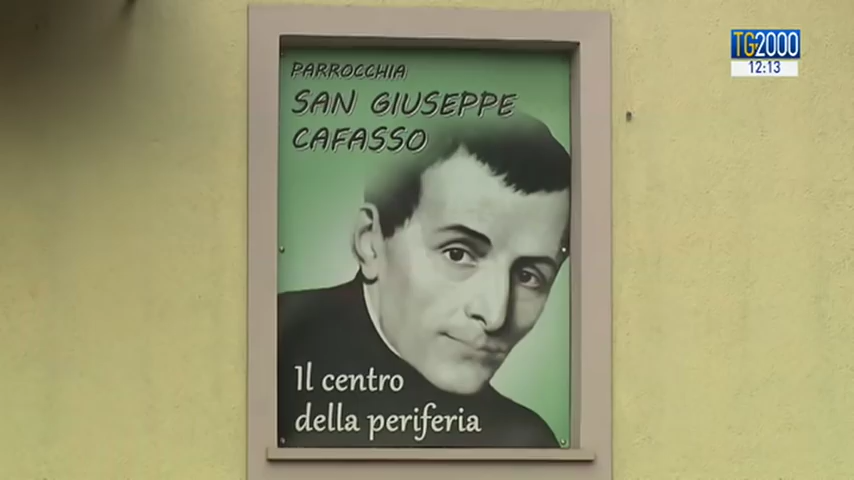 TG2000
12:13
PARROCCHIA
SAN GIUSEPPE
CAFASSO
Il centro
della periferia